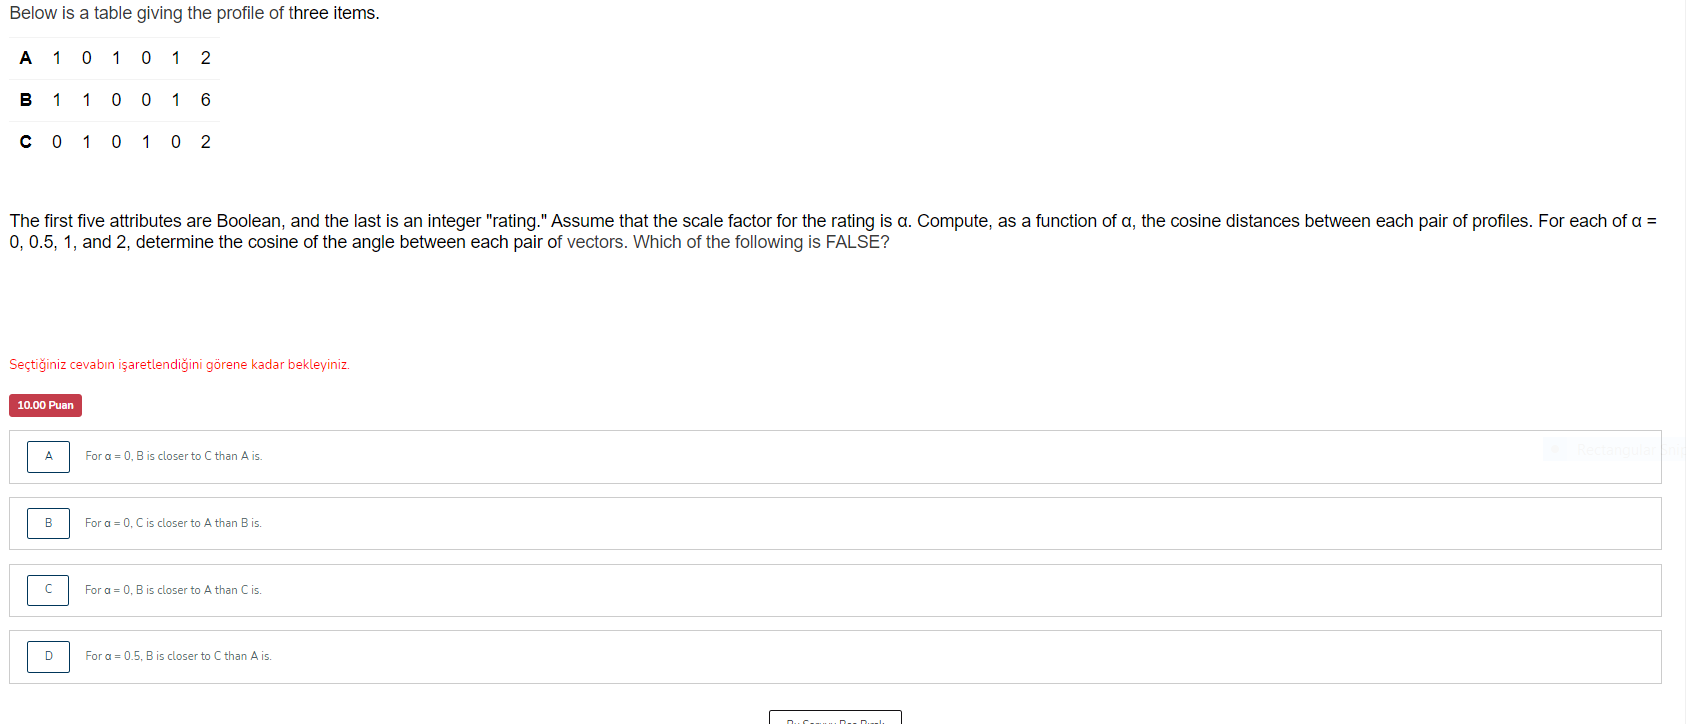 Below is a table giving the profile of three items.
A 1 0 1 0 1 2
B 1 1 0 0 1 6
C 0 1 0 1 0 2
The first five attributes are Boolean, and the last is an integer "rating." Assume that the scale factor for the rating is α. Compute, as a function of α, the cosine distances between each pair of profiles. For each of α =
0, 0.5, 1, and 2, determine the cosine of the angle between each pair of vectors. Which of the following is FALSE?
Seçtiğiniz cevabın işaretlendiğini görene kadar bekleyiniz.
10.00 Puan
A For α = 0, B is closer to C than A is.
Rectangular Snip
B For α = 0, C is closer to A than B is.
C For α = 0, B is closer to A than C is.
D For α = 0.5, B is closer to C than A is.